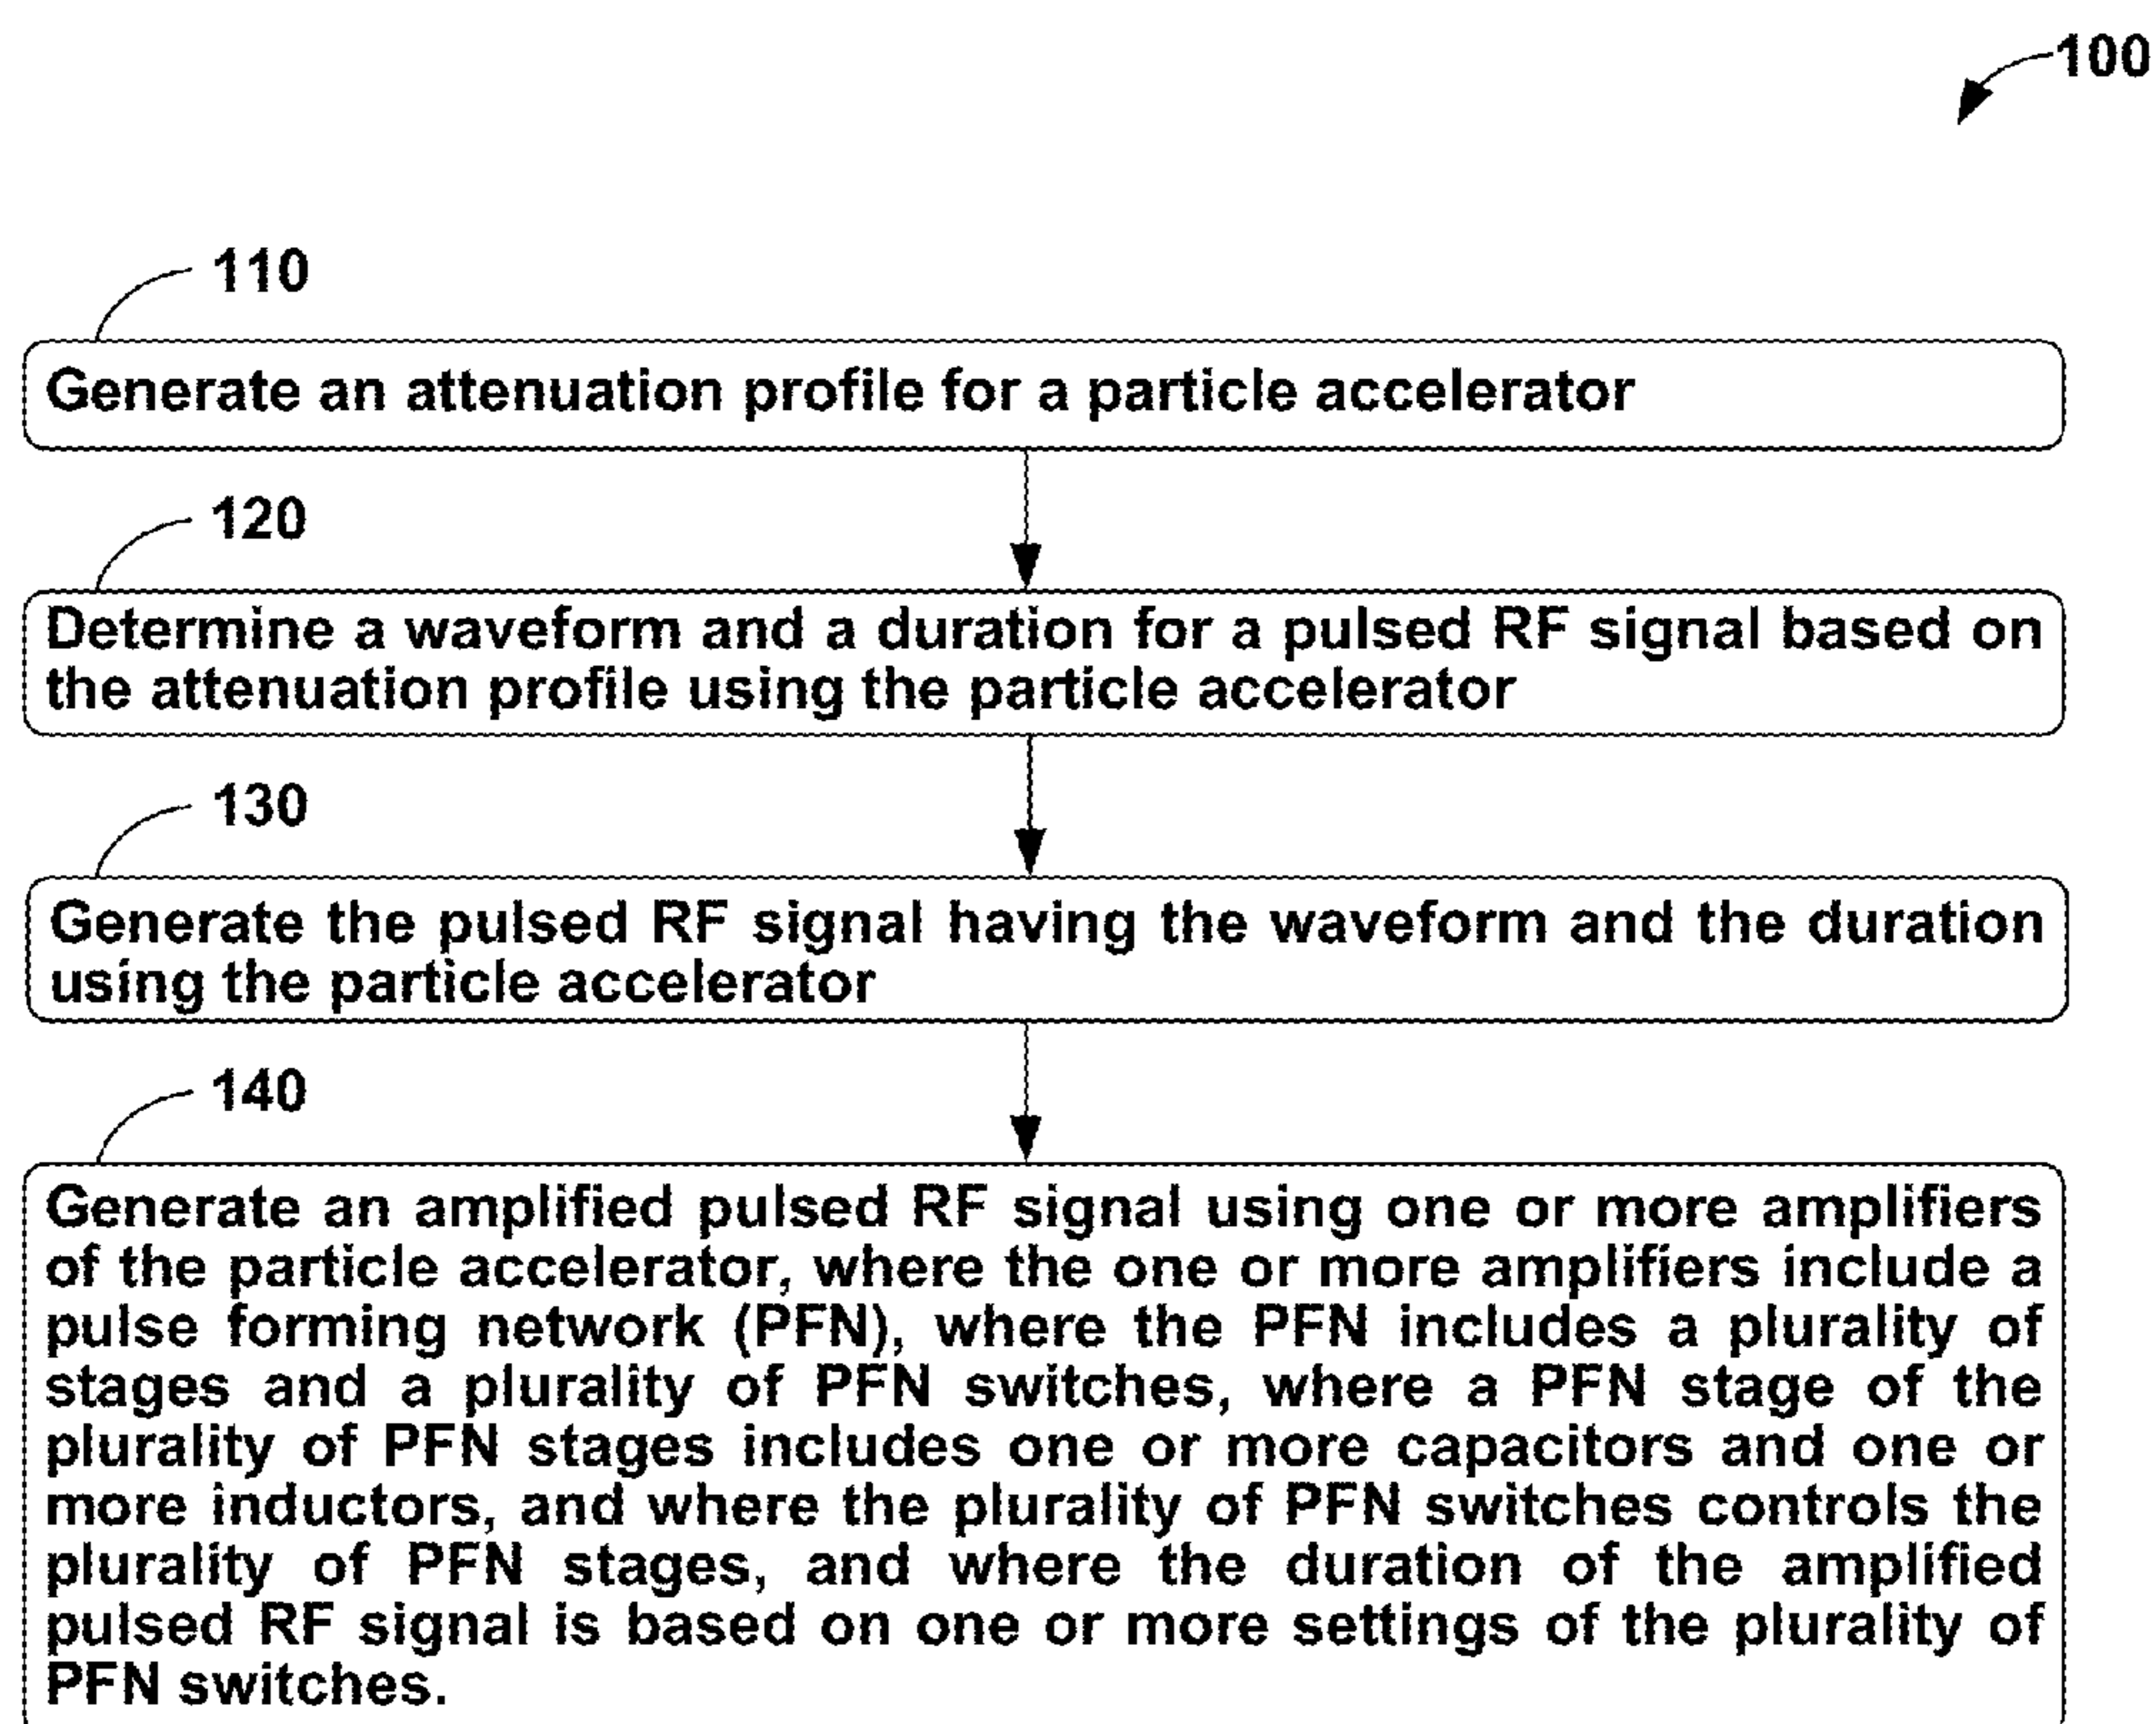 100
110
Generate an attenuation profile for a particle accelerator
120
Determine a waveform and a duration for a pulsed RF signal based on
the attenuation profile using the particle accelerator
130
Generate the pulsed RF signal having the waveform and the duration
using the particle accelerator
140
Generate an amplified pulsed RF signal using one or more amplifiers
of the particle accelerator, where the one or more amplifiers include a
pulse forming network (PFN), where the PFN includes a plurality of
stages and a plurality of PFN switches, where a PFN stage of the
plurality of PFN stages includes one or more capacitors and one or
more inductors, and where the plurality of PFN switches controls the
plurality of PFN stages, and where the duration of the amplified
pulsed RF signal is based on one or more settings of the plurality of
PFN switches.